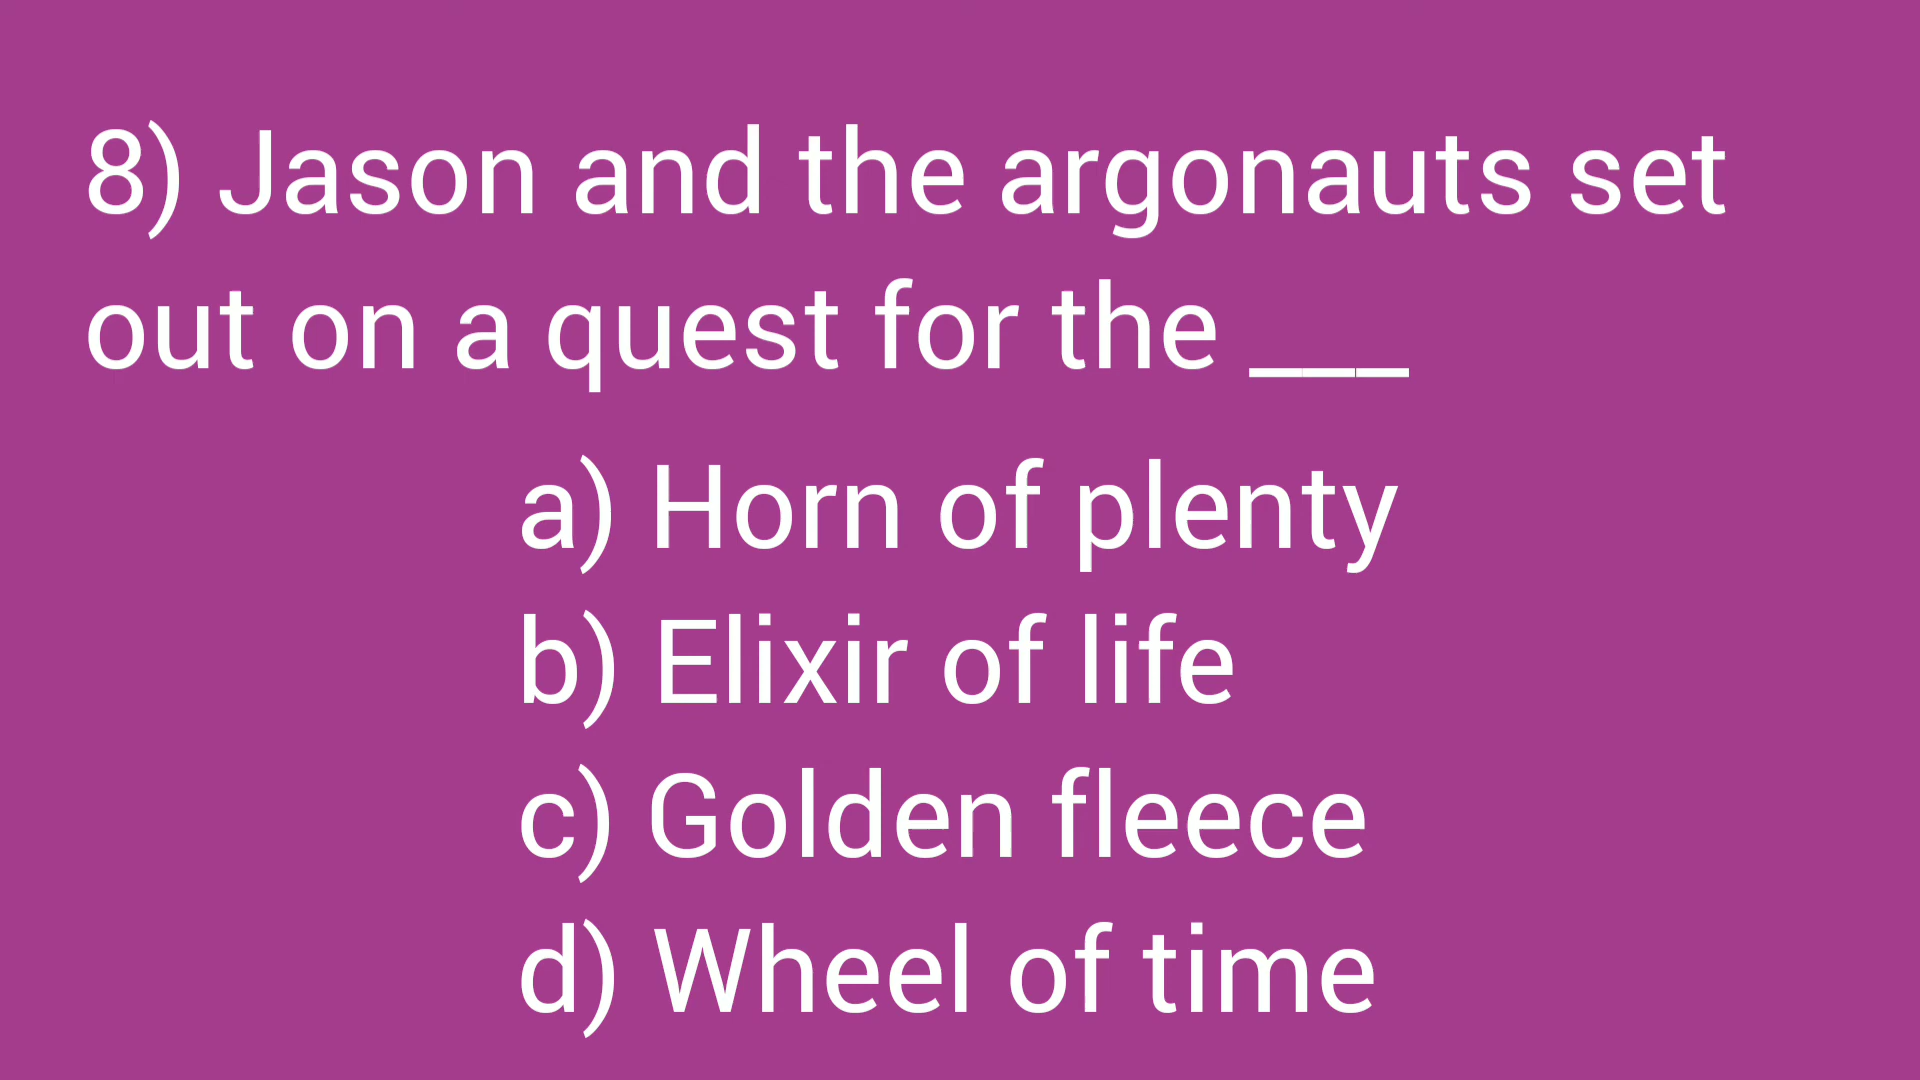 8) Jason and the argonauts set
out on a quest for the ___
a) Horn of plenty
b) Elixir of life
c) Golden fleece
d) Wheel of time